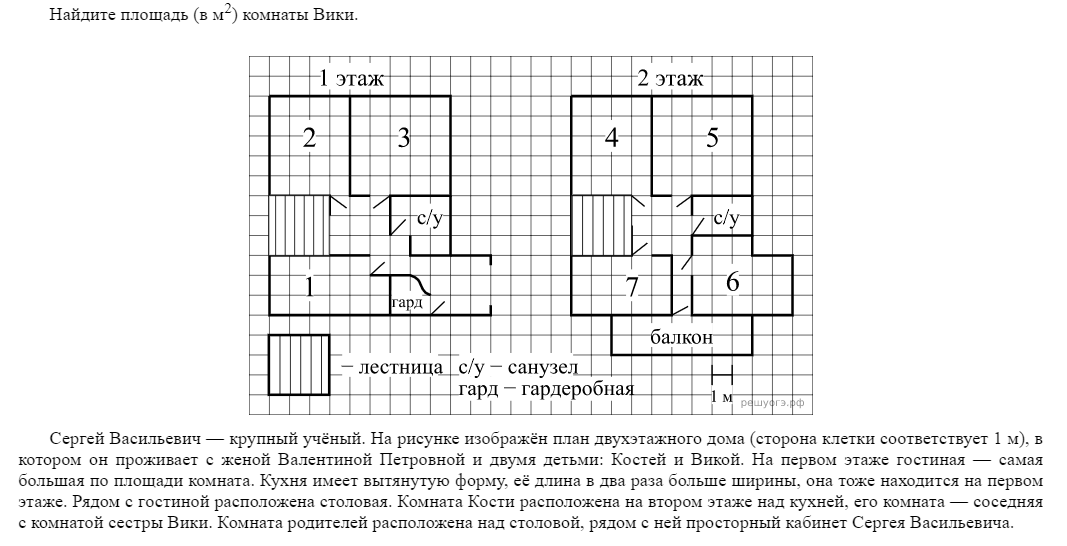 Найдите площадь (в м²) комнаты Вики.
1 этаж
2 этаж
2
3
4
5
с/у
с/у
1
гард
7
6
балкон
– лестница
с/у − санузел
гард − гардеробная
1 м
решуогэ.рф
Сергей Васильевич — крупный учёный. На рисунке изображён план двухэтажного дома (сторона клетки соответствует 1 м), в
котором он проживает с женой Валентиной Петровной и двумя детьми: Костей и Викой. На первом этаже гостиная — самая
большая по площади комната. Кухня имеет вытянутую форму, её длина в два раза больше ширины, она тоже находится на первом
этаже. Рядом с гостиной расположена столовая. Комната Кости расположена на втором этаже над кухней, его комната — соседняя
с комнатой сестры Вики. Комната родителей расположена над столовой, рядом с ней просторный кабинет Сергея Васильевича.